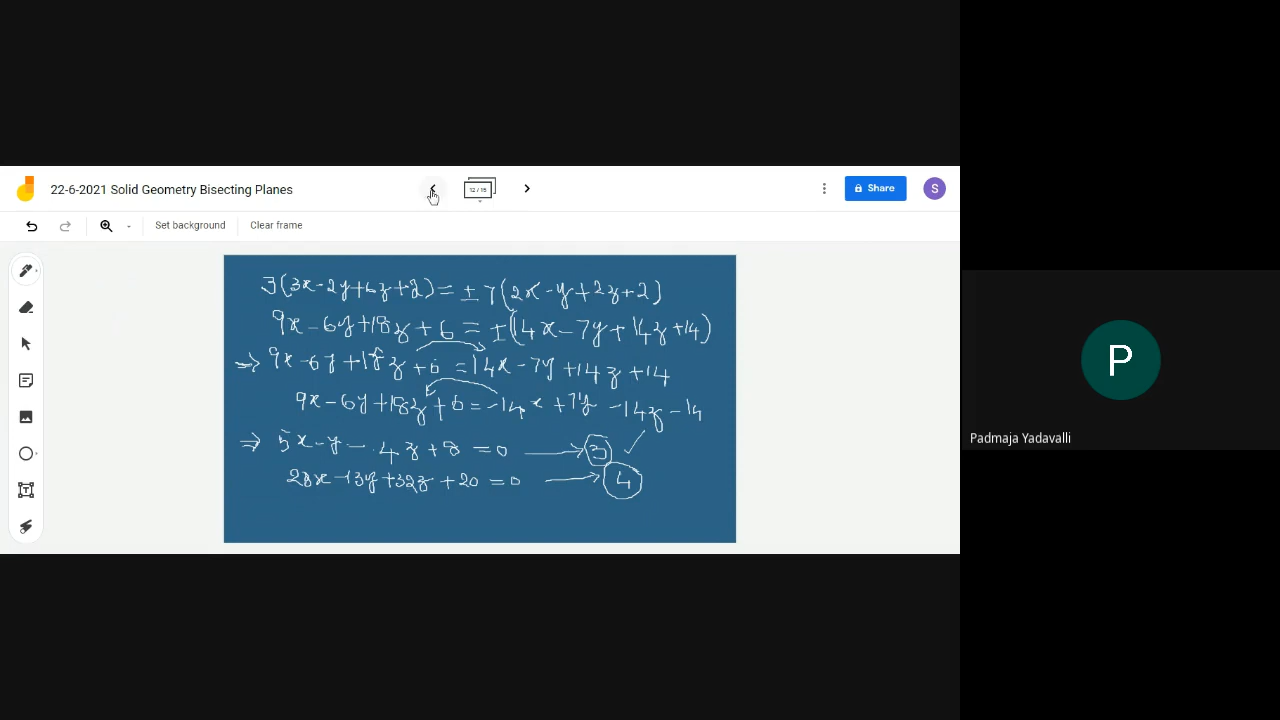 22-6-2021 Solid Geometry Bisecting Planes
12 / 15
Share
S
Set background
Clear frame
3(3x-2y+6z+2) = ±7(2x-y+2z+2)
9x-6y+18z+6 = ±(14x-7y+14z+14)
⇒ 9x-6y+18z+6 = 14x-7y+14z+14
9x-6y+18z+6 = -14x+7y-14z-14
⇒ 5x-y-4z+8 = 0 → 3
23x-13y+32z+20 = 0 → 4
P
Padmaja Yadavalli